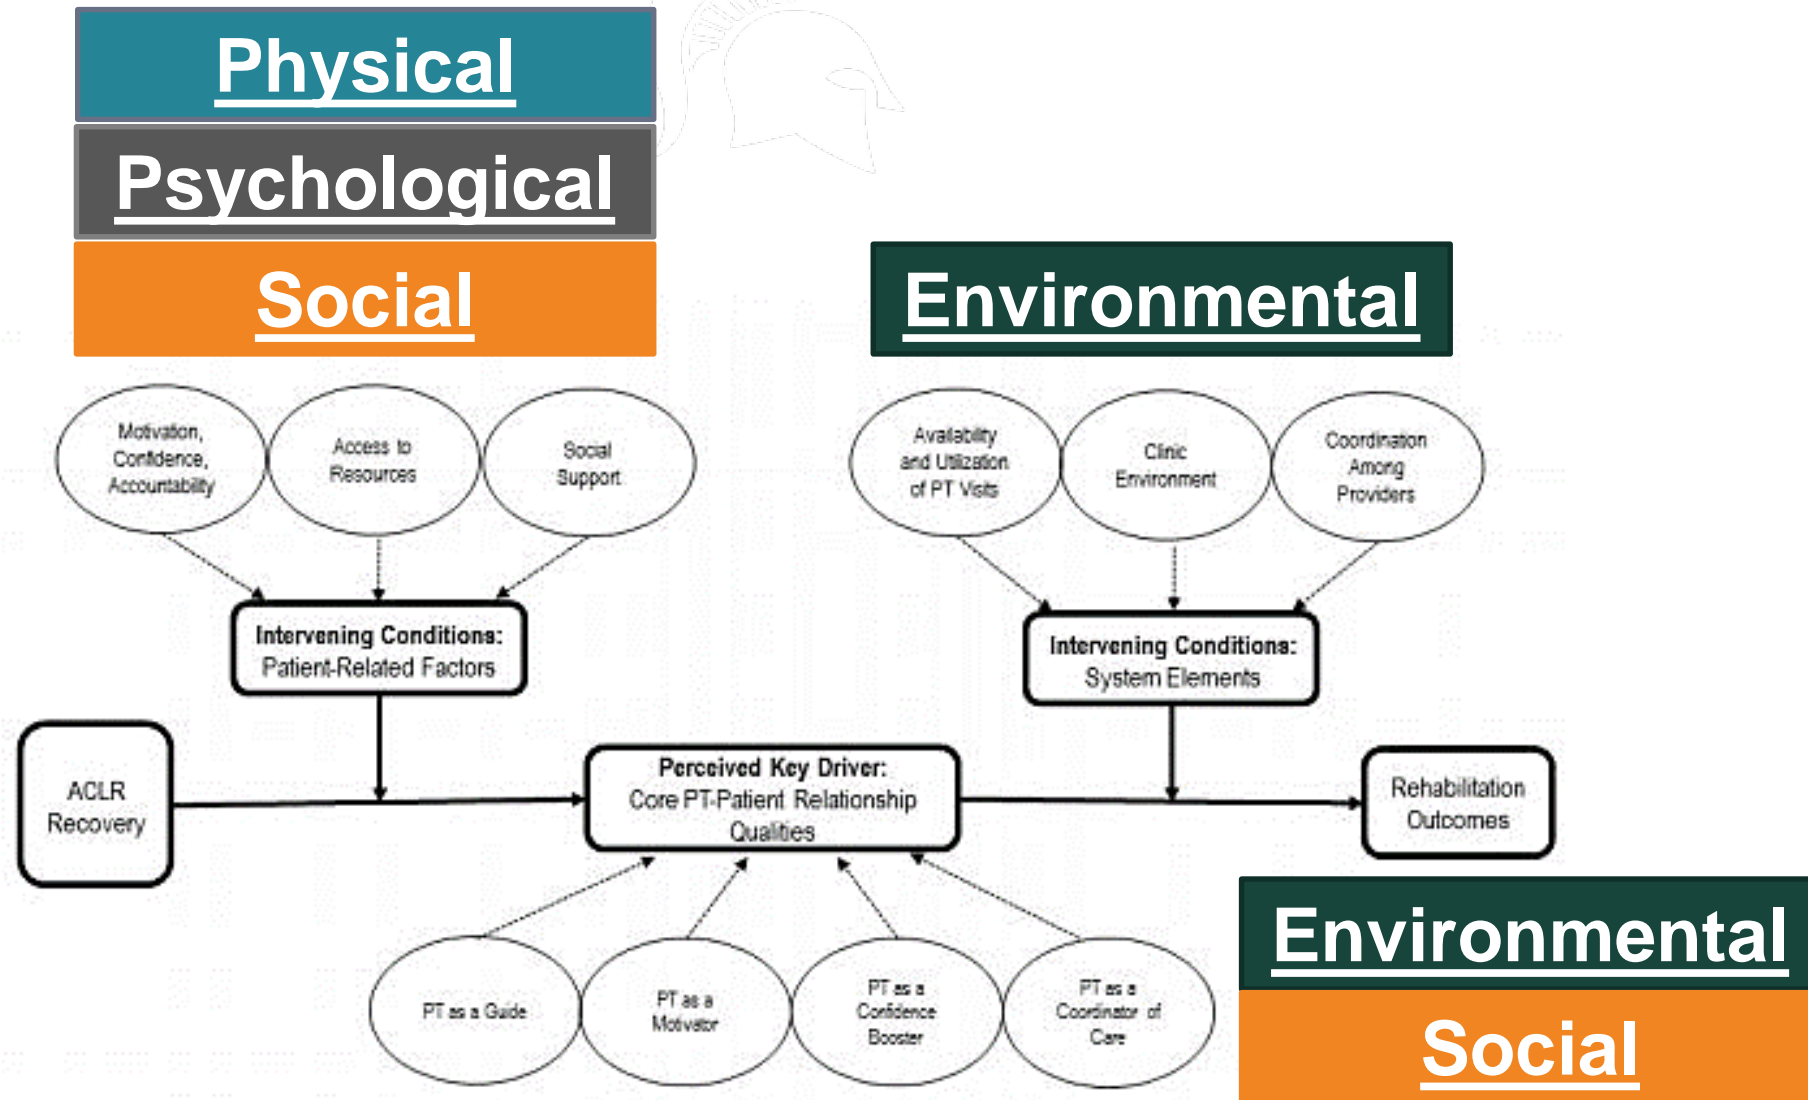 Physical
Psychological
Social
Environmental
Motivation,
Confidence,
Accountability
Access to
Resources
Social
Support
Availability
and Utilization
of PT Visits
Clinic
Environment
Coordination
Among
Providers
Intervening Conditions:
Patient-Related Factors
Intervening Conditions:
System Elements
ACLR
Recovery
Perceived Key Driver:
Core PT-Patient Relationship
Qualities
Rehabilitation
Outcomes
PT as a Guide
PT as a
Motivator
PT as a
Confidence
Booster
PT as a
Coordinator of
Care
Environmental
Social